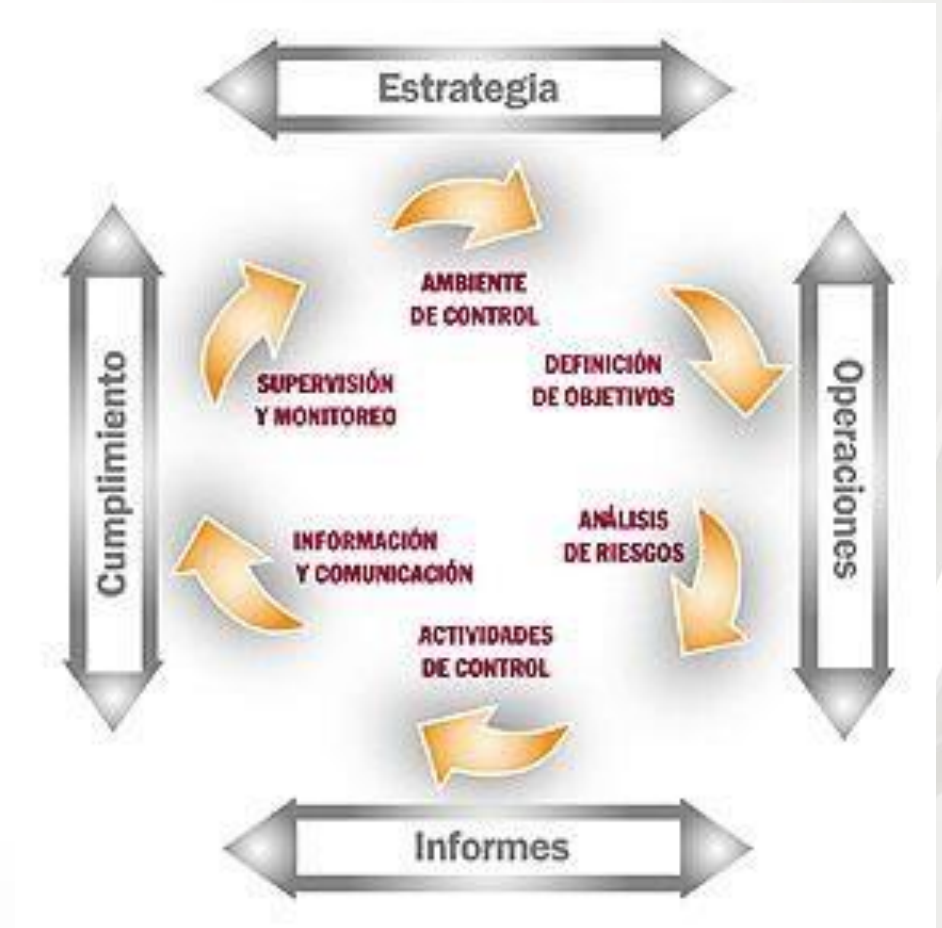 Estrategia
AMBIENTE
DE CONTROL
DEFINICIÓN
DE OBJETIVOS
SUPERVISIÓN
Y MONITOREO
Cumplimiento
Operaciones
ANÁLISIS
DE RIESGOS
INFORMACIÓN
Y COMUNICACIÓN
ACTIVIDADES
DE CONTROL
Informes